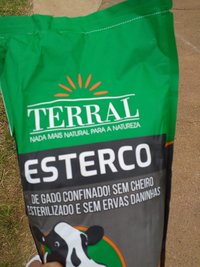 TERRAL
NADA MAIS NATURAL PARA A NATUREZA
ESTERCO
DE GADO CONFINADO! SEM CHEIRO
ESTERILIZADO E SEM ERVAS DANINHAS